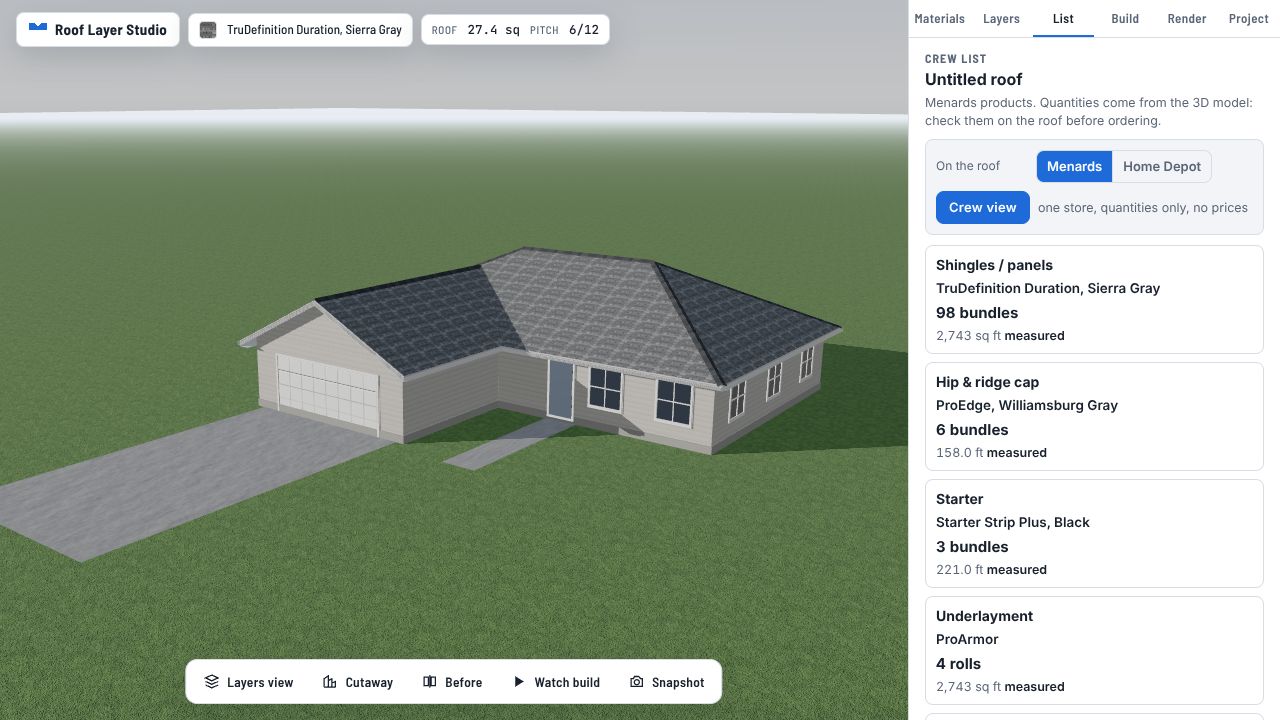 Roof Layer Studio
TruDefinition Duration, Sierra Gray
ROOF 27.4 sq PITCH 6/12
Materials Layers List Build Render Project
CREW LIST
Untitled roof
Menards products. Quantities come from the 3D model:
check them on the roof before ordering.
On the roof Menards Home Depot
Crew view one store, quantities only, no prices
Shingles / panels
TruDefinition Duration, Sierra Gray
98 bundles
2,743 sq ft measured
Hip & ridge cap
ProEdge, Williamsburg Gray
6 bundles
158.0 ft measured
Starter
Starter Strip Plus, Black
3 bundles
221.0 ft measured
Underlayment
ProArmor
4 rolls
2,743 sq ft measured
Layers view Cutaway Before Watch build Snapshot